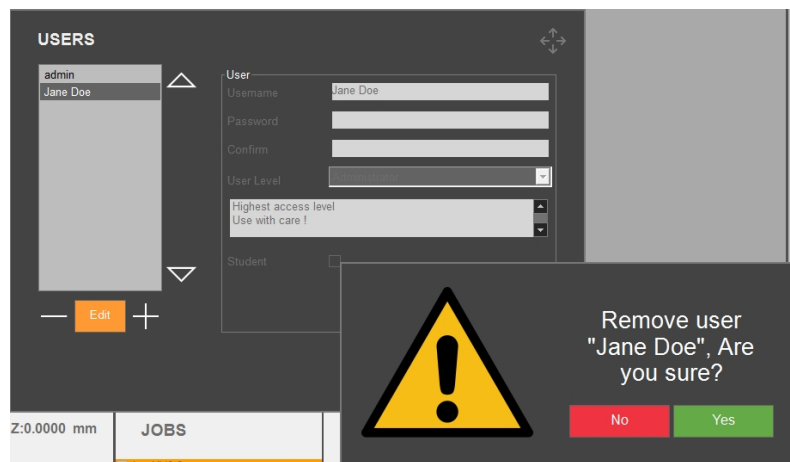 USERS
admin
Jane Doe
User
Username
Jane Doe
Password
Confirm
User Level
Administrator
Highest access level
Use with care !
Student
Edit
Remove user
"Jane Doe", Are
you sure?
No
Yes
Z:0.0000 mm
JOBS